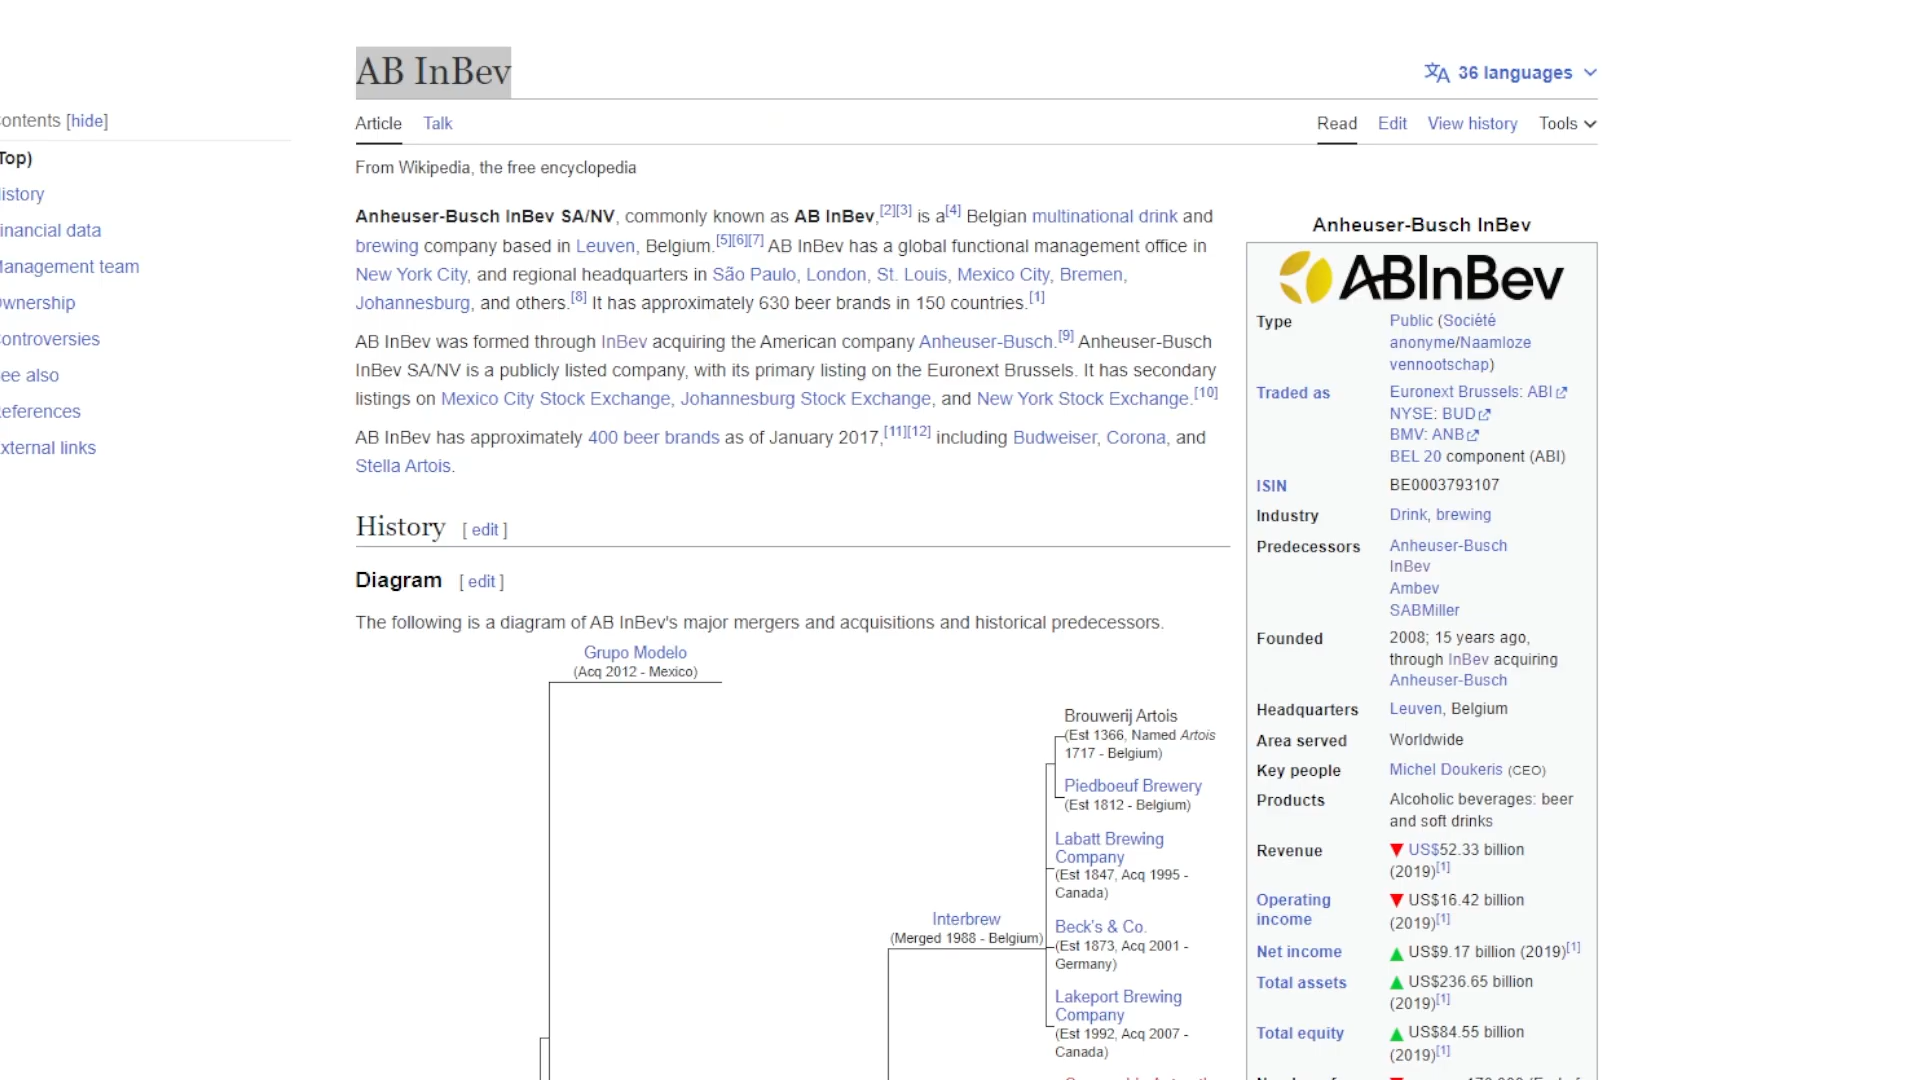 AB InBev
36 languages
ontents [hide]
Article Talk
Read Edit View history Tools
Top)
istory
inancial data
anagement team
wnership
ontroversies
ee also
eferences
xternal links
From Wikipedia, the free encyclopedia
Anheuser-Busch InBev SA/NV, commonly known as AB InBev,[2][3] is a[4] Belgian multinational drink and
brewing company based in Leuven, Belgium.[5][6][7] AB InBev has a global functional management office in
New York City, and regional headquarters in São Paulo, London, St. Louis, Mexico City, Bremen,
Johannesburg, and others.[8] It has approximately 630 beer brands in 150 countries.[1]
AB InBev was formed through InBev acquiring the American company Anheuser-Busch.[9] Anheuser-Busch
InBev SA/NV is a publicly listed company, with its primary listing on the Euronext Brussels. It has secondary
listings on Mexico City Stock Exchange, Johannesburg Stock Exchange, and New York Stock Exchange.[10]
AB InBev has approximately 400 beer brands as of January 2017,[11][12] including Budweiser, Corona, and
Stella Artois.
History [ edit ]
Diagram [ edit ]
The following is a diagram of AB InBev's major mergers and acquisitions and historical predecessors.
Grupo Modelo
(Acq 2012 - Mexico)
Brouwerij Artois
(Est 1366, Named Artois
1717 - Belgium)
Piedboeuf Brewery
(Est 1812 - Belgium)
Labatt Brewing
Company
(Est 1847, Acq 1995 -
Canada)
Interbrew
(Merged 1988 - Belgium)
Beck's & Co.
(Est 1873, Acq 2001 -
Germany)
Lakeport Brewing
Company
(Est 1992, Acq 2007 -
Canada)
Anheuser-Busch InBev
ABInBev
Type Public (Société
anonyme/Naamloze
vennootschap)
Traded as Euronext Brussels: ABI
NYSE: BUD
BMV: ANB
BEL 20 component (ABI)
ISIN BE0003793107
Industry Drink, brewing
Predecessors Anheuser-Busch
InBev
Ambev
SABMiller
Founded 2008; 15 years ago,
through InBev acquiring
Anheuser-Busch
Headquarters Leuven, Belgium
Area served Worldwide
Key people Michel Doukeris (CEO)
Products Alcoholic beverages: beer
and soft drinks
Revenue ▼ US$52.33 billion
(2019)[1]
Operating ▼ US$16.42 billion
income (2019)[1]
Net income ▲ US$9.17 billion (2019)[1]
Total assets ▲ US$236.65 billion
(2019)[1]
Total equity ▲ US$84.55 billion
(2019)[1]